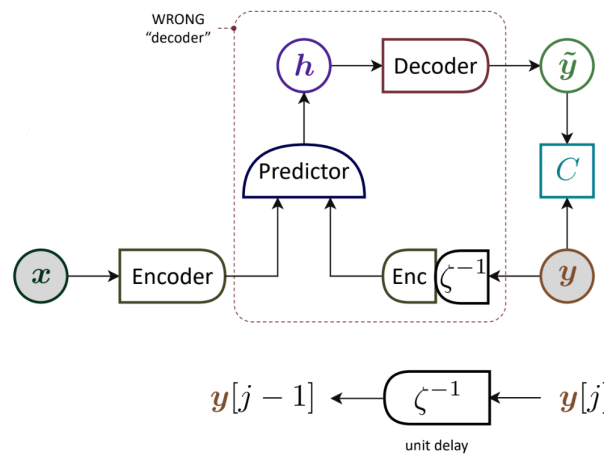 WRONG
“decoder”
h
Decoder
ỹ
Predictor
C
x
Encoder
Enc
ζ⁻¹
y
y[j − 1]
ζ⁻¹
y[j]
unit delay